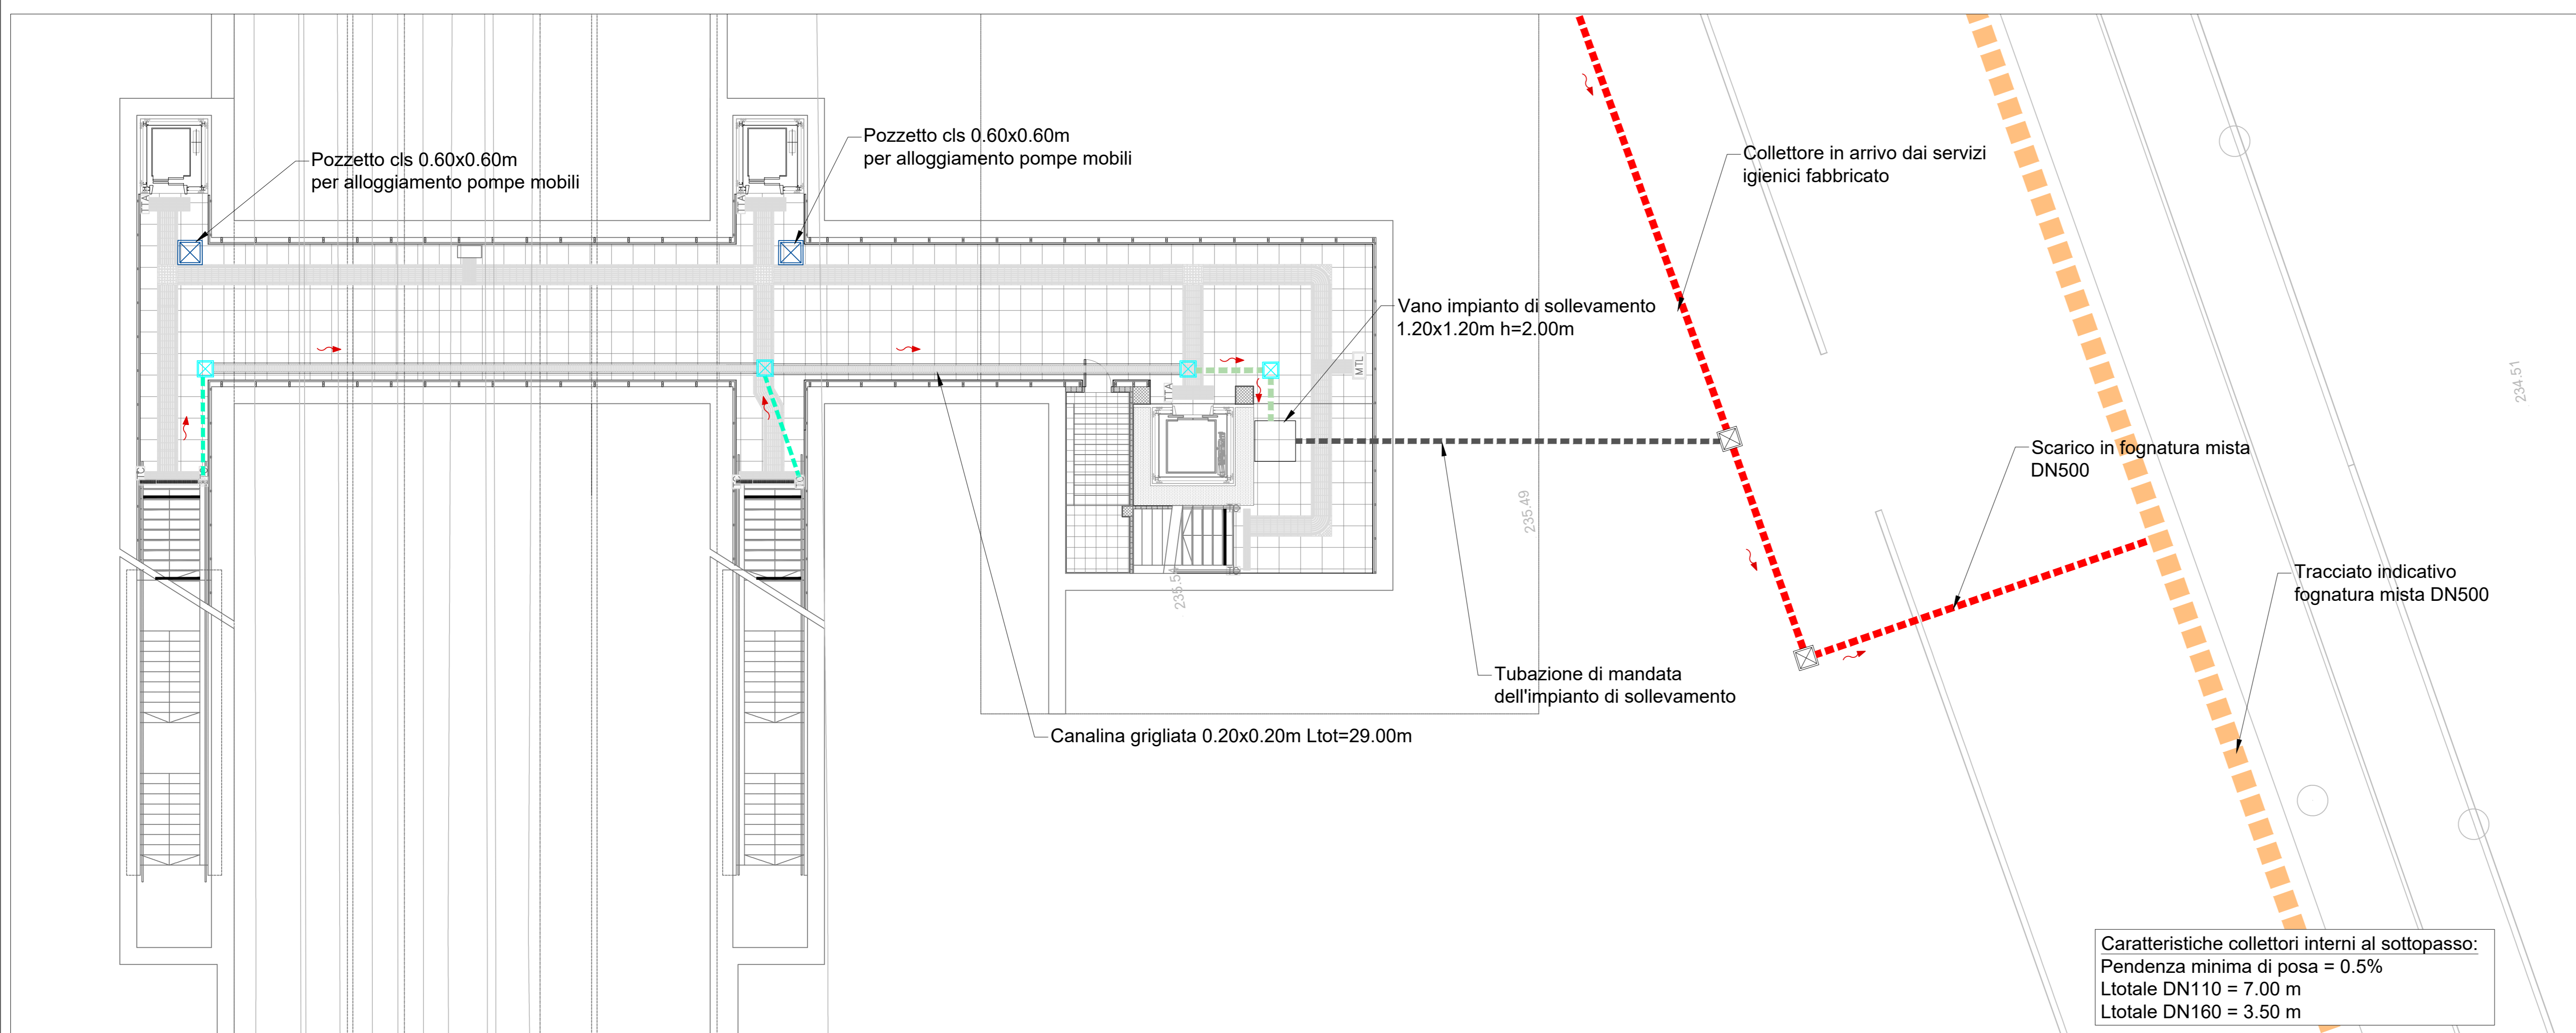 Pozzetto cls 0.60x0.60m
per alloggiamento pompe mobili
Pozzetto cls 0.60x0.60m
per alloggiamento pompe mobili
Collettore in arrivo dai servizi
igienici fabbricato
TTA
TTA
Vano impianto di sollevamento
1.20x1.20m h=2.00m
MTL
TTA
234.51
Scarico in fognatura mista
DN500
235.49
Tracciato indicativo
fognatura mista DN500
Tubazione di mandata
dell'impianto di sollevamento
Canalina grigliata 0.20x0.20m Ltot=29.00m
Caratteristiche collettori interni al sottopasso:
Pendenza minima di posa = 0.5%
Ltotale DN110 = 7.00 m
Ltotale DN160 = 3.50 m